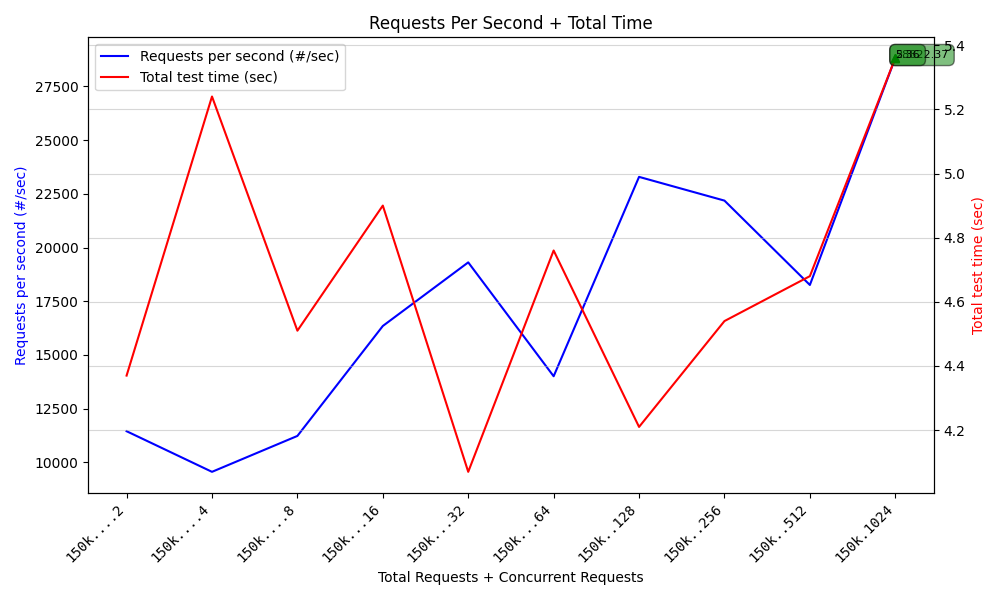 Requests Per Second + Total Time
Requests per second (#/sec)
Total test time (sec)
27500
25000
22500
20000
17500
15000
12500
10000
Requests per second (#/sec)
5.4
5.2
5.0
4.8
4.6
4.4
4.2
Total test time (sec)
150k....2
150k....4
150k....8
150k...16
150k...32
150k...64
150k..128
150k..256
150k..512
150k.1024
Total Requests + Concurrent Requests
5.36